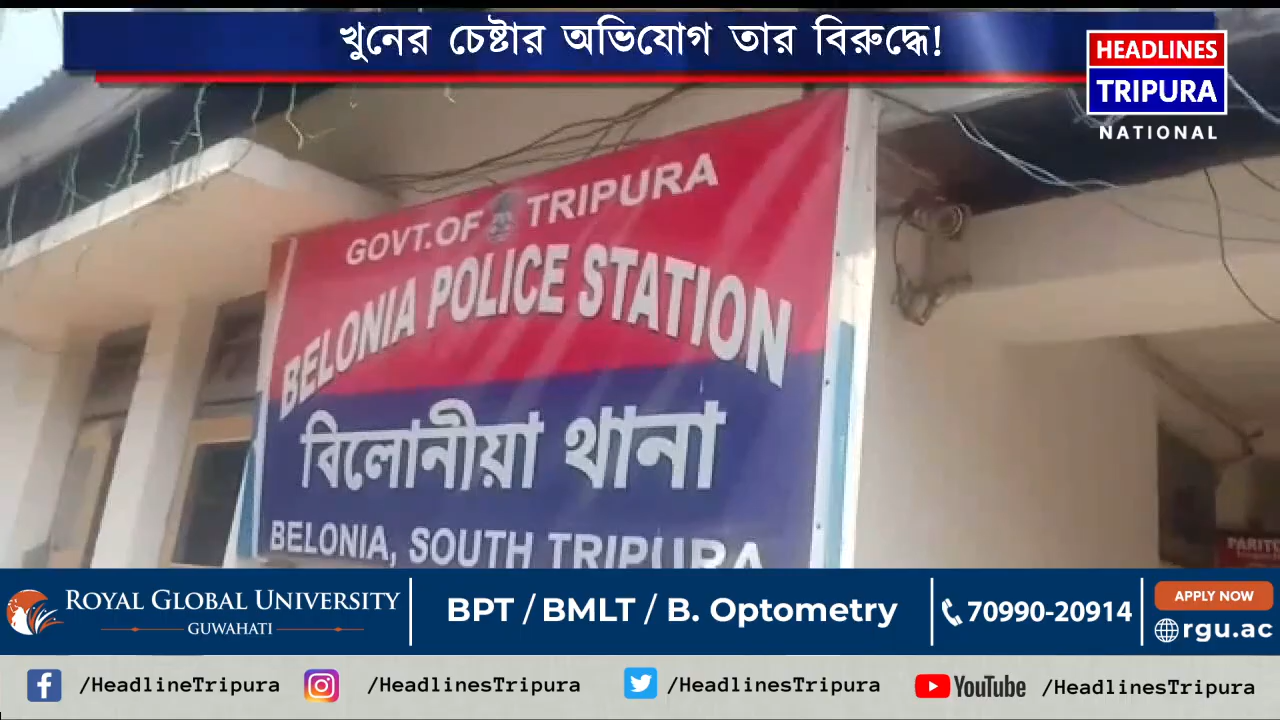 খুনের চেষ্টার অভিযোগ তার বিরুদ্ধে!
HEADLINES
TRIPURA
NATIONAL
GOVT.OF TRIPURA
BELONIA POLICE STATION
বিলোনীয়া থানা
BELONIA, SOUTH TRIPURA
PARITO
ROYAL GLOBAL UNIVERSITY
GUWAHATI
BPT / BMLT / B. Optometry
70990-20914
APPLY NOW
rgu.ac
/HeadlineTripura
/HeadlinesTripura
/HeadlinesTripura
YouTube /HeadlinesTripura